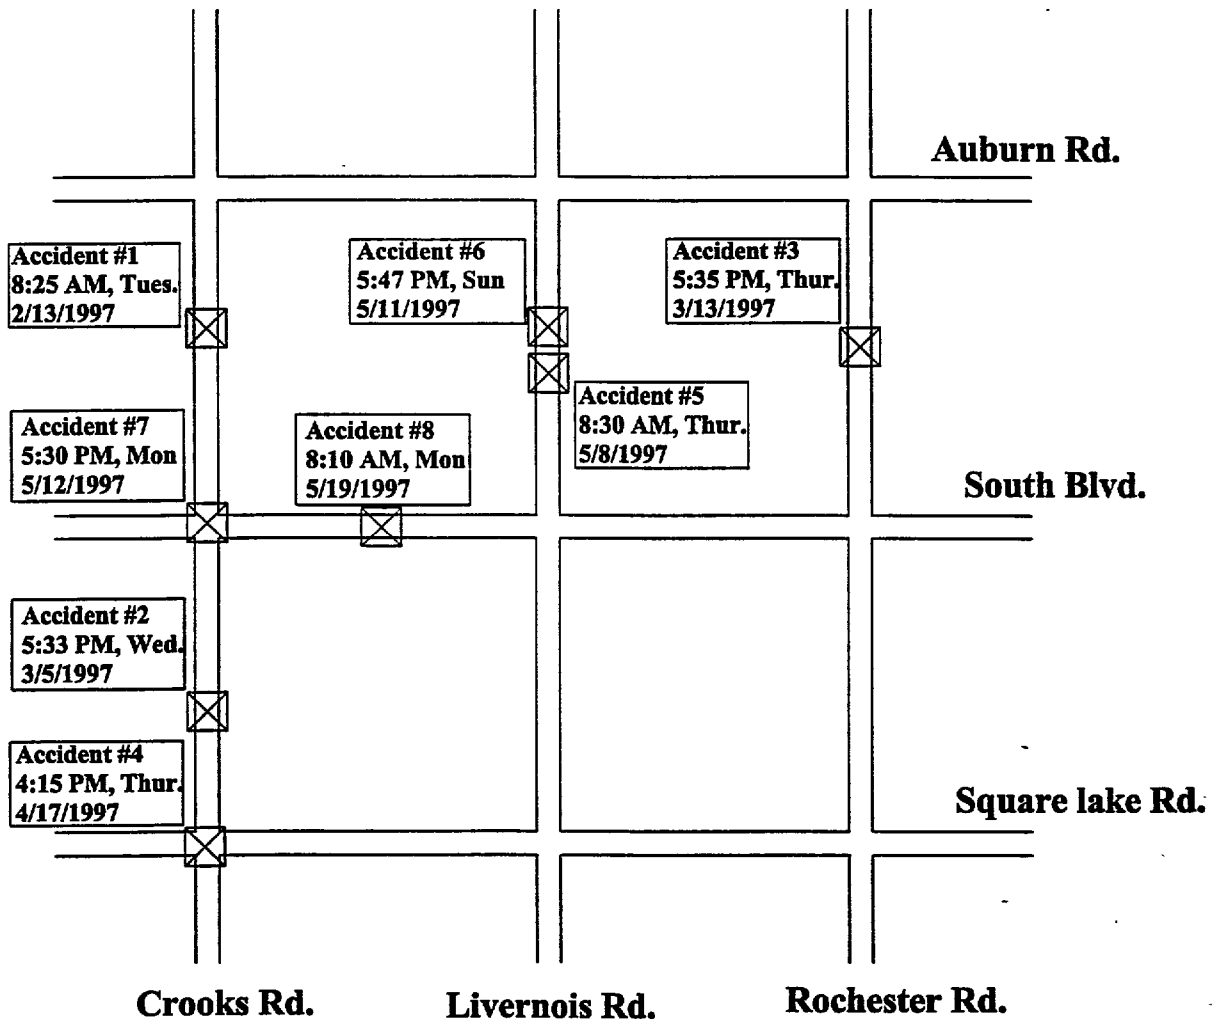 Auburn Rd.
Accident #1
8:25 AM, Tues.
2/13/1997
Accident #6
5:47 PM, Sun
5/11/1997
Accident #3
5:35 PM, Thur.
3/13/1997
Accident #5
8:30 AM, Thur.
5/8/1997
Accident #7
5:30 PM, Mon
5/12/1997
Accident #8
8:10 AM, Mon
5/19/1997
South Blvd.
Accident #2
5:33 PM, Wed.
3/5/1997
Accident #4
4:15 PM, Thur.
4/17/1997
Square lake Rd.
Crooks Rd.
Livernois Rd.
Rochester Rd.